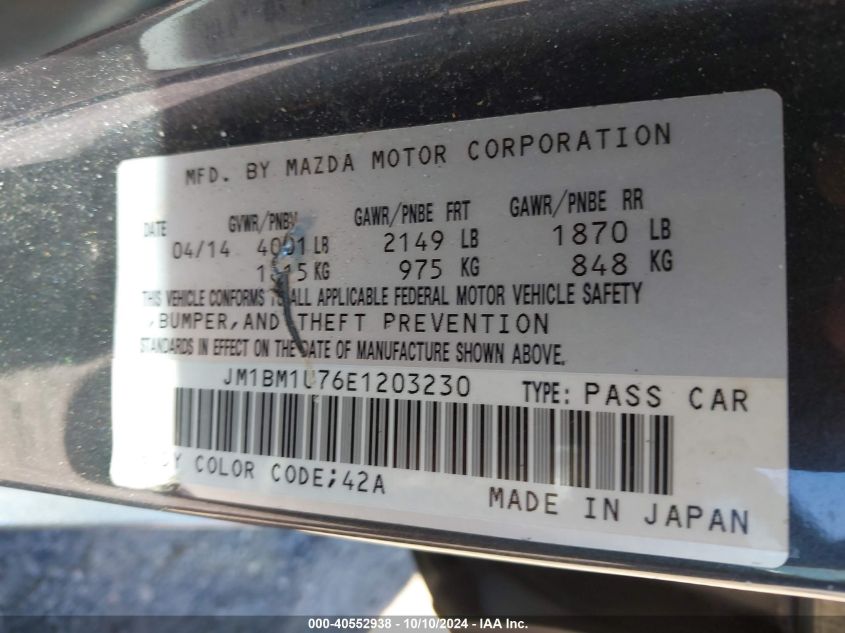 MFD. BY MAZDA MOTOR CORPORATION
DATE GVWR/PNBV GAWR/PNBE FRT GAWR/PNBE RR
04/14 4001 LB 2149 LB 1870 LB
1815 KG 975 KG 848 KG
THIS VEHICLE CONFORMS TO ALL APPLICABLE FEDERAL MOTOR VEHICLE SAFETY
,BUMPER,AND THEFT PREVENTION
STANDARDS IN EFFECT ON THE DATE OF MANUFACTURE SHOWN ABOVE.
JM1BM1U76E1203230 TYPE: PASS CAR
COLOR CODE;42A
MADE IN JAPAN
000-40552938 - 10/10/2024 - IAAI Inc.